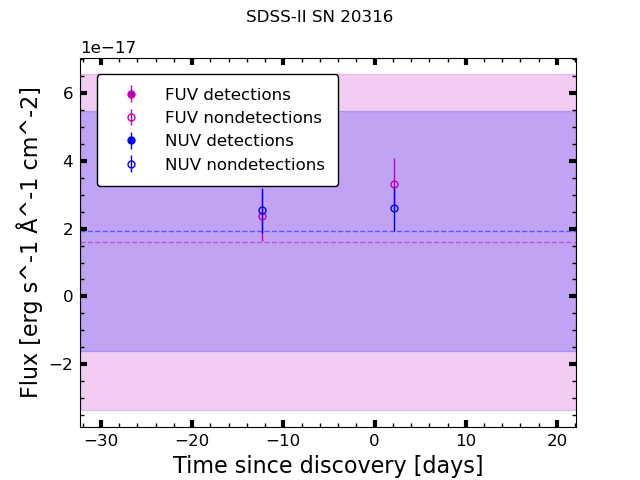 SDSS-II SN 20316
1e−17
FUV detections
FUV nondetections
NUV detections
NUV nondetections
6
4
2
0
−2
Flux [erg s^-1 Å^-1 cm^-2]
−30 −20 −10 0 10 20
Time since discovery [days]